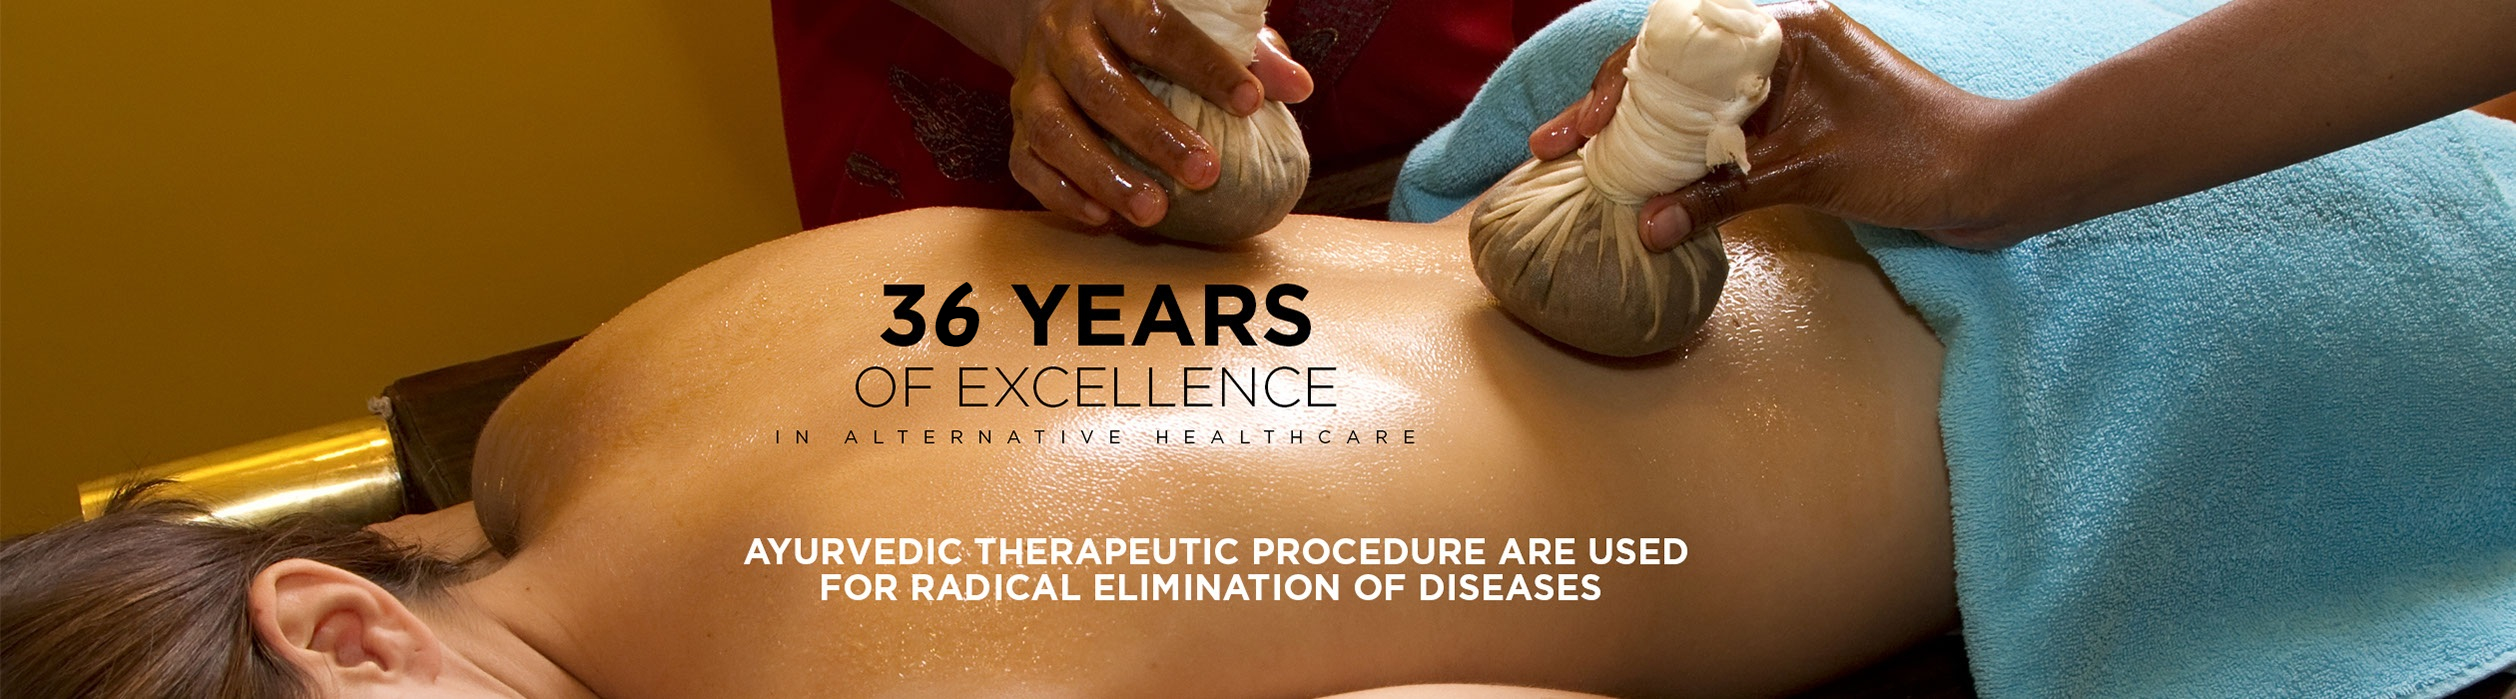 36 YEARS
OF EXCELLENCE
IN ALTERNATIVE HEALTHCARE
AYURVEDIC THERAPEUTIC PROCEDURE ARE USED
FOR RADICAL ELIMINATION OF DISEASES